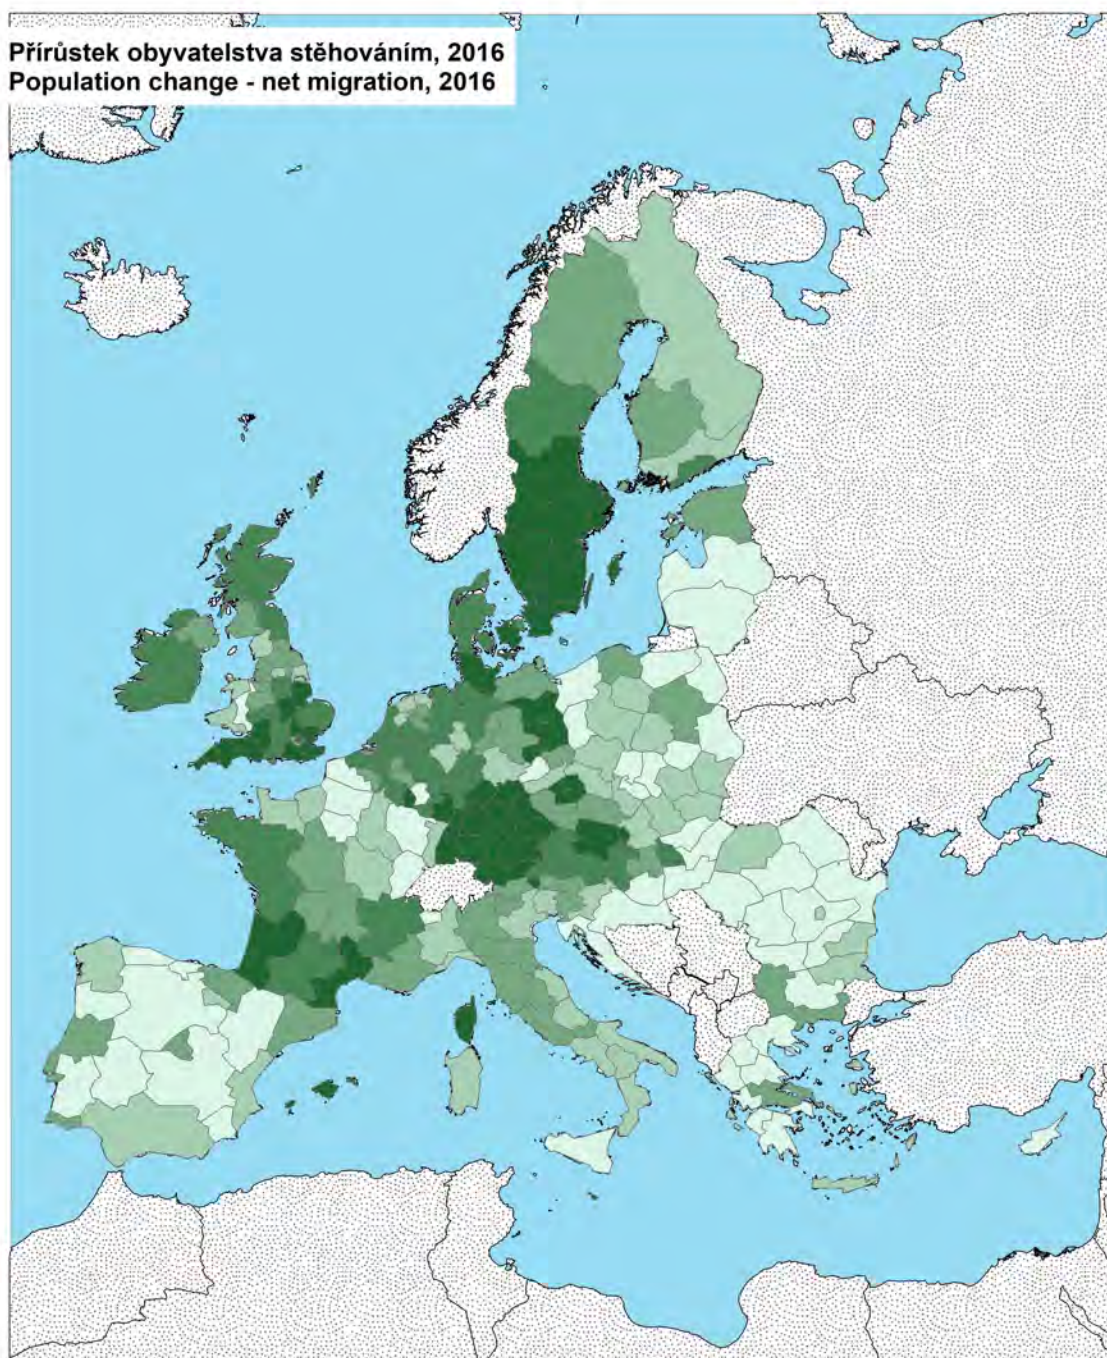 Přírůstek obyvatelstva stěhováním, 2016
Population change - net migration, 2016